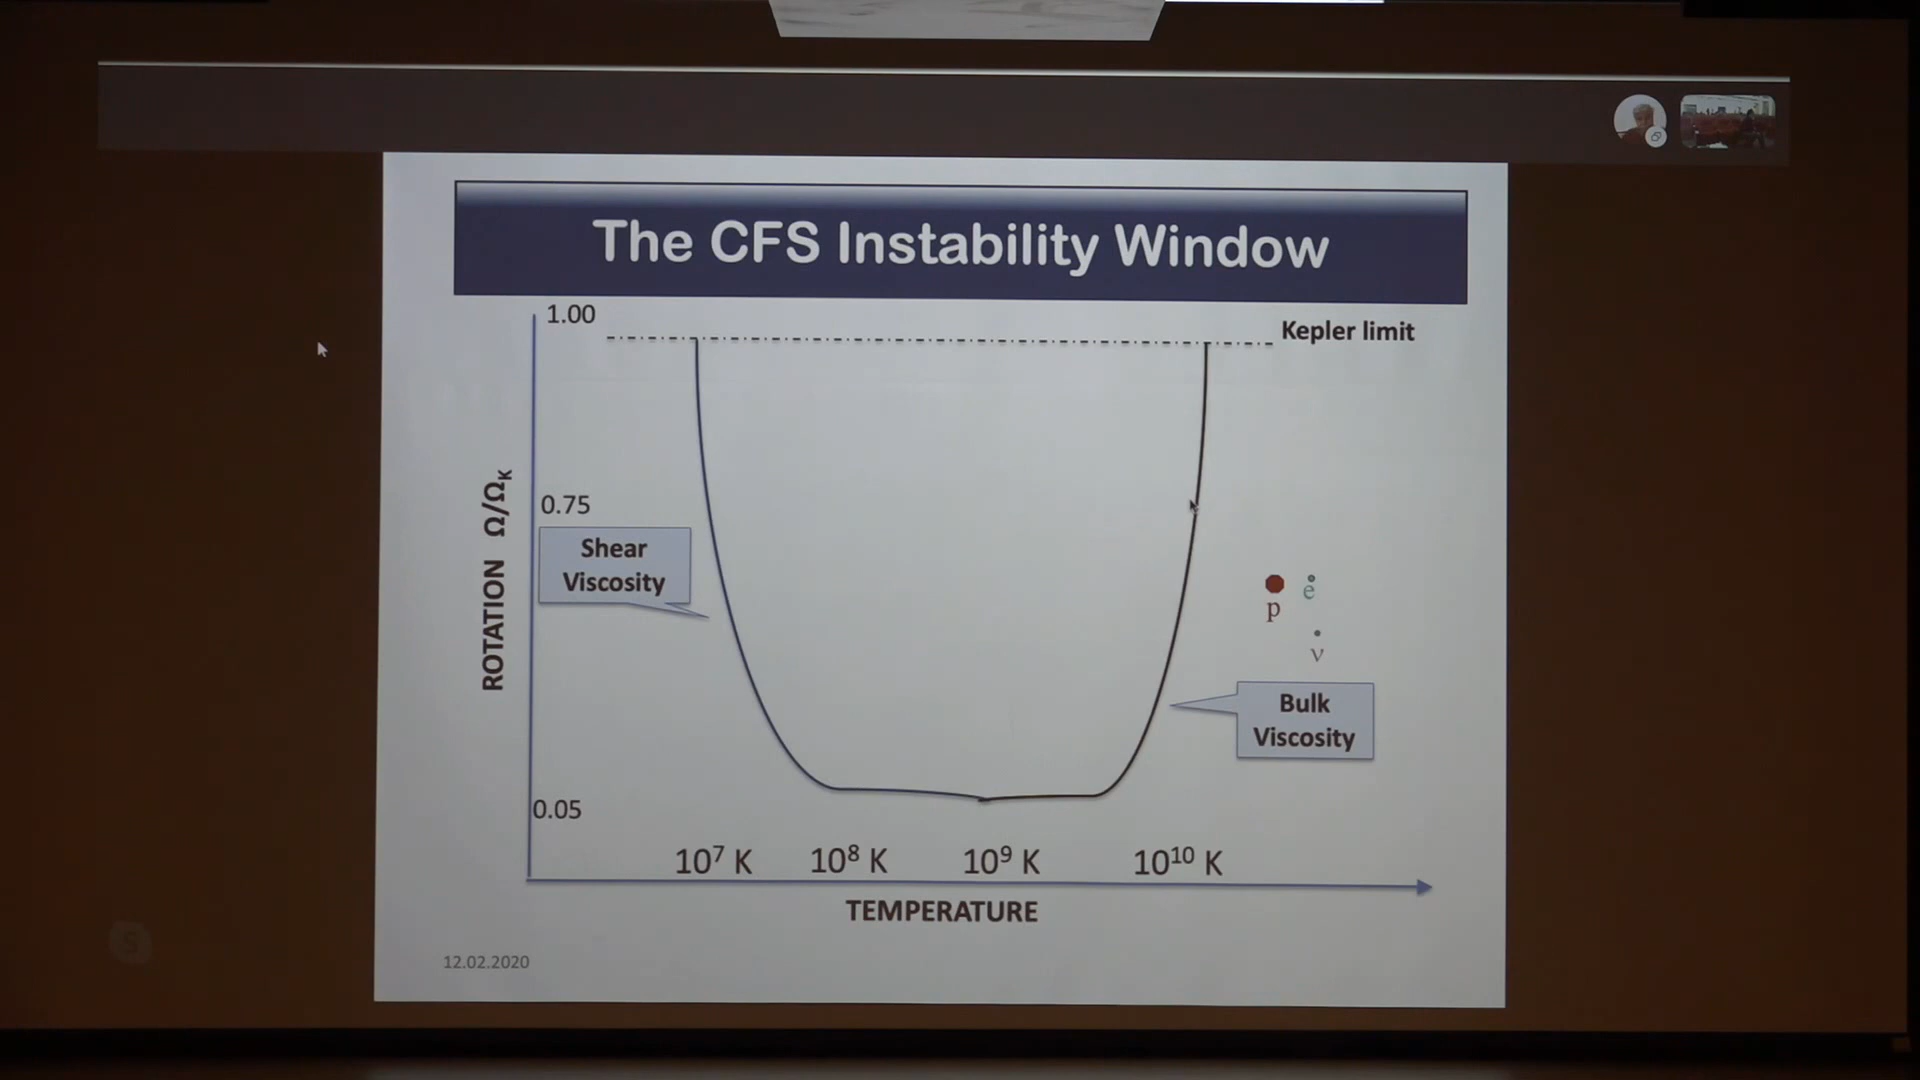 The CFS Instability Window
1.00
Kepler limit
0.75
ROTATION Ω/Ωₖ
Shear
Viscosity
p
e
ν
Bulk
Viscosity
0.05
10⁷ K
10⁸ K
10⁹ K
10¹⁰ K
TEMPERATURE
12.02.2020
S